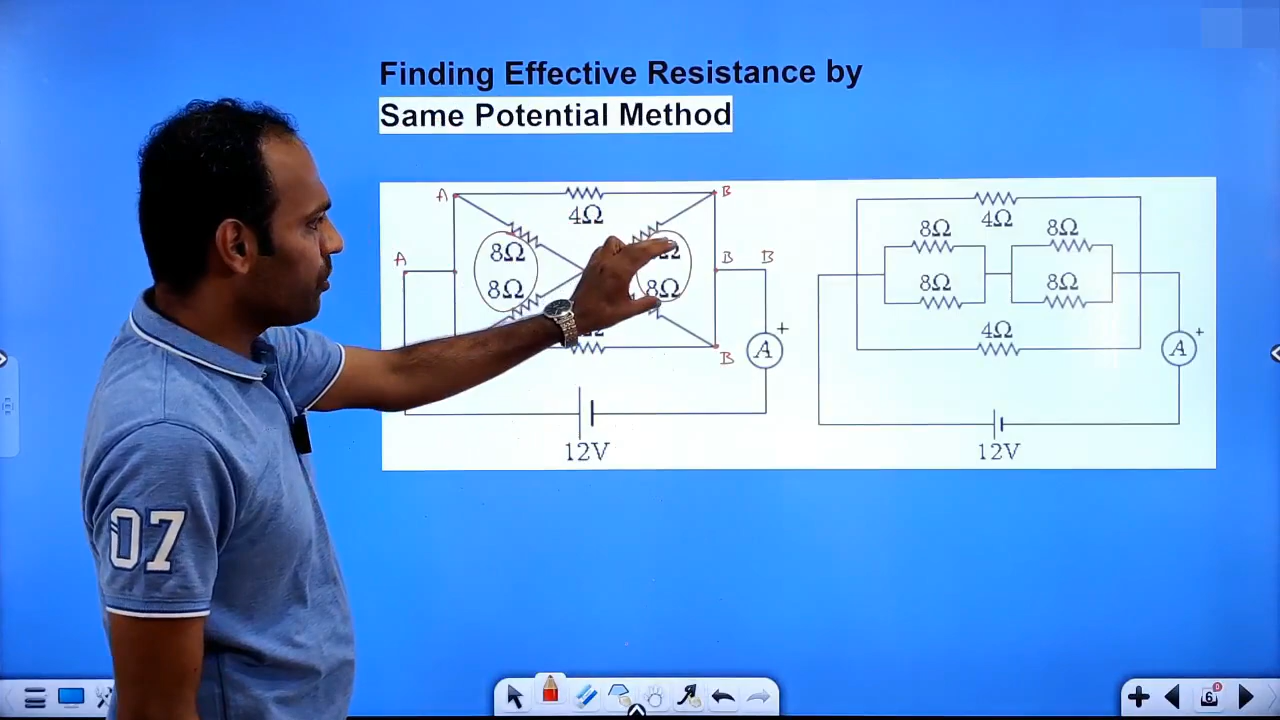 Finding Effective Resistance by
Same Potential Method
A B
4Ω
8Ω
A B B
8Ω 8Ω
B
A
+
12V
4Ω
8Ω 8Ω
8Ω 8Ω
4Ω
A
+
12V
07
6